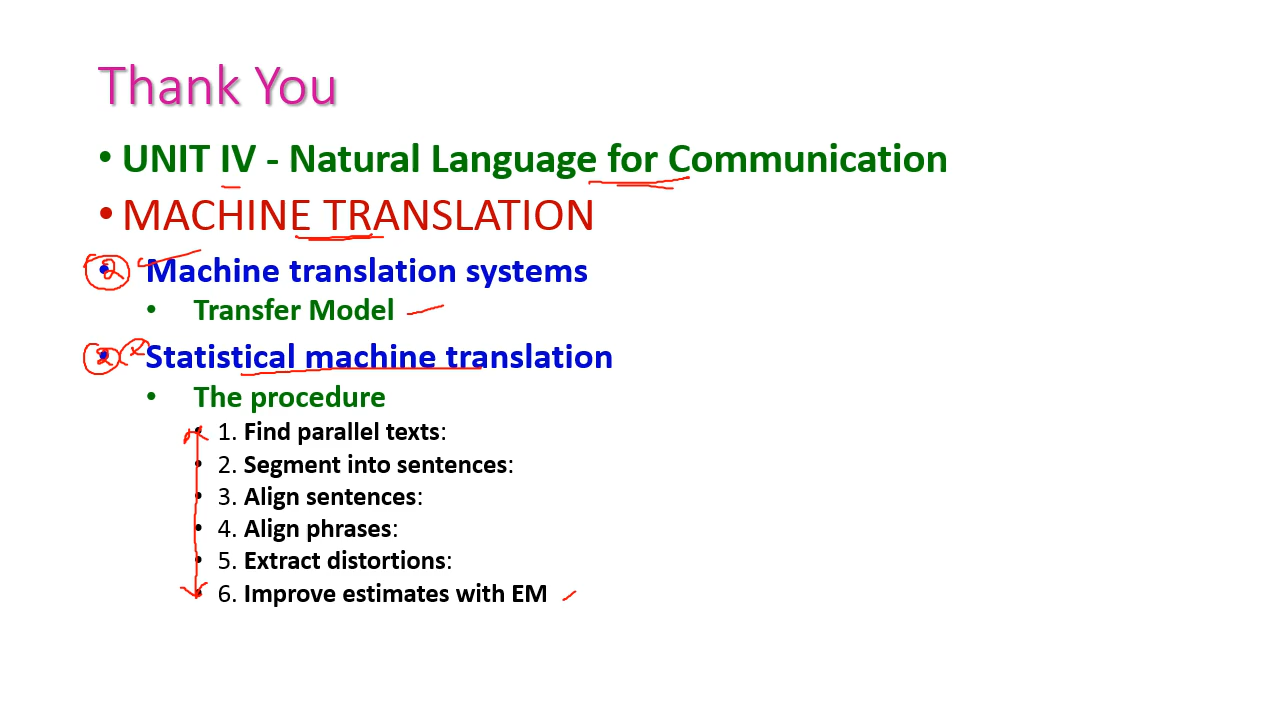 Thank You
• UNIT IV - Natural Language for Communication
• MACHINE TRANSLATION
• Machine translation systems
• Transfer Model
• Statistical machine translation
• The procedure
• 1. Find parallel texts:
• 2. Segment into sentences:
• 3. Align sentences:
• 4. Align phrases:
• 5. Extract distortions:
• 6. Improve estimates with EM